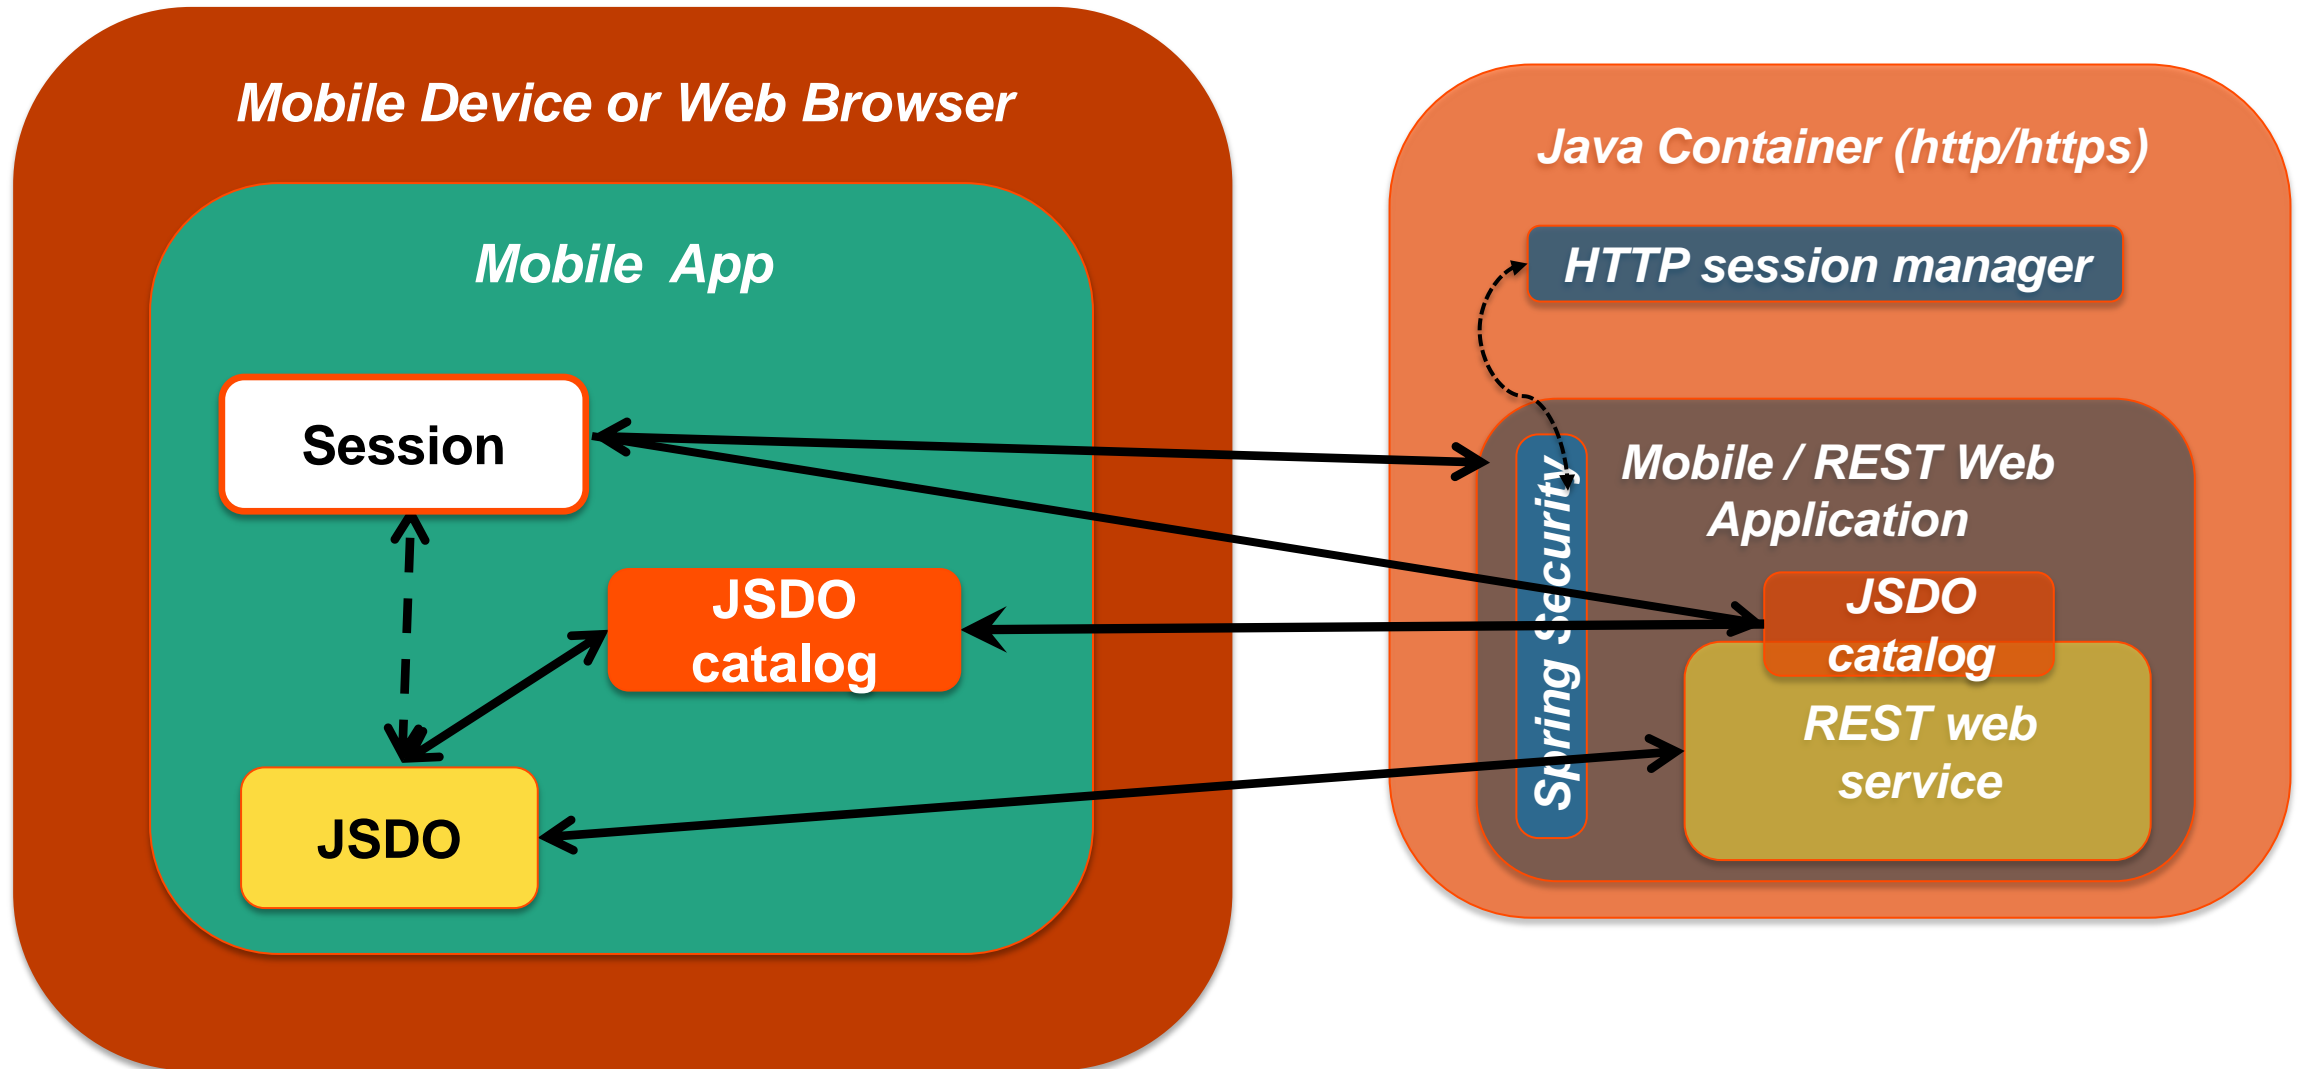 Mobile Device or Web Browser
Mobile App
Session
JSDO
catalog
JSDO
Java Container (http/https)
HTTP session manager
Spring Security
Mobile / REST Web
Application
JSDO
catalog
REST web
service